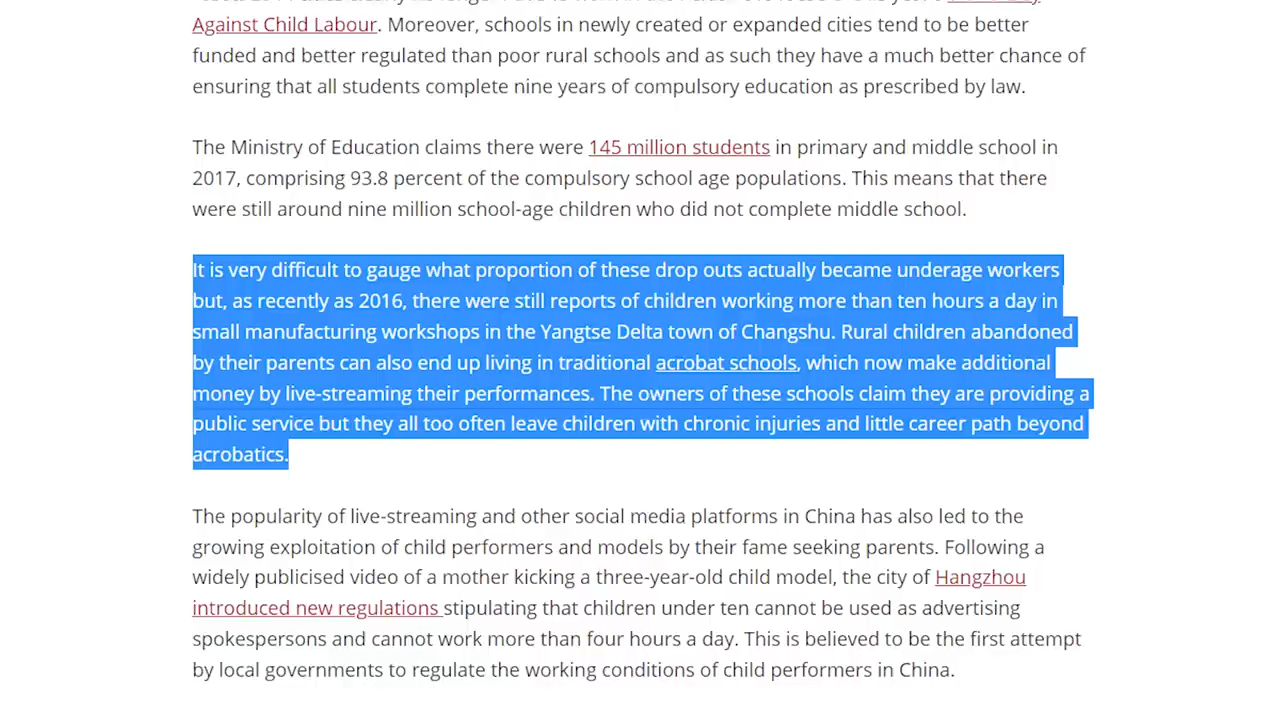 Against Child Labour. Moreover, schools in newly created or expanded cities tend to be better
funded and better regulated than poor rural schools and as such they have a much better chance of
ensuring that all students complete nine years of compulsory education as prescribed by law.
The Ministry of Education claims there were 145 million students in primary and middle school in
2017, comprising 93.8 percent of the compulsory school age populations. This means that there
were still around nine million school-age children who did not complete middle school.
It is very difficult to gauge what proportion of these drop outs actually became underage workers
but, as recently as 2016, there were still reports of children working more than ten hours a day in
small manufacturing workshops in the Yangtse Delta town of Changshu. Rural children abandoned
by their parents can also end up living in traditional acrobat schools, which now make additional
money by live-streaming their performances. The owners of these schools claim they are providing a
public service but they all too often leave children with chronic injuries and little career path beyond
acrobatics.
The popularity of live-streaming and other social media platforms in China has also led to the
growing exploitation of child performers and models by their fame seeking parents. Following a
widely publicised video of a mother kicking a three-year-old child model, the city of Hangzhou
introduced new regulations stipulating that children under ten cannot be used as advertising
spokespersons and cannot work more than four hours a day. This is believed to be the first attempt
by local governments to regulate the working conditions of child performers in China.